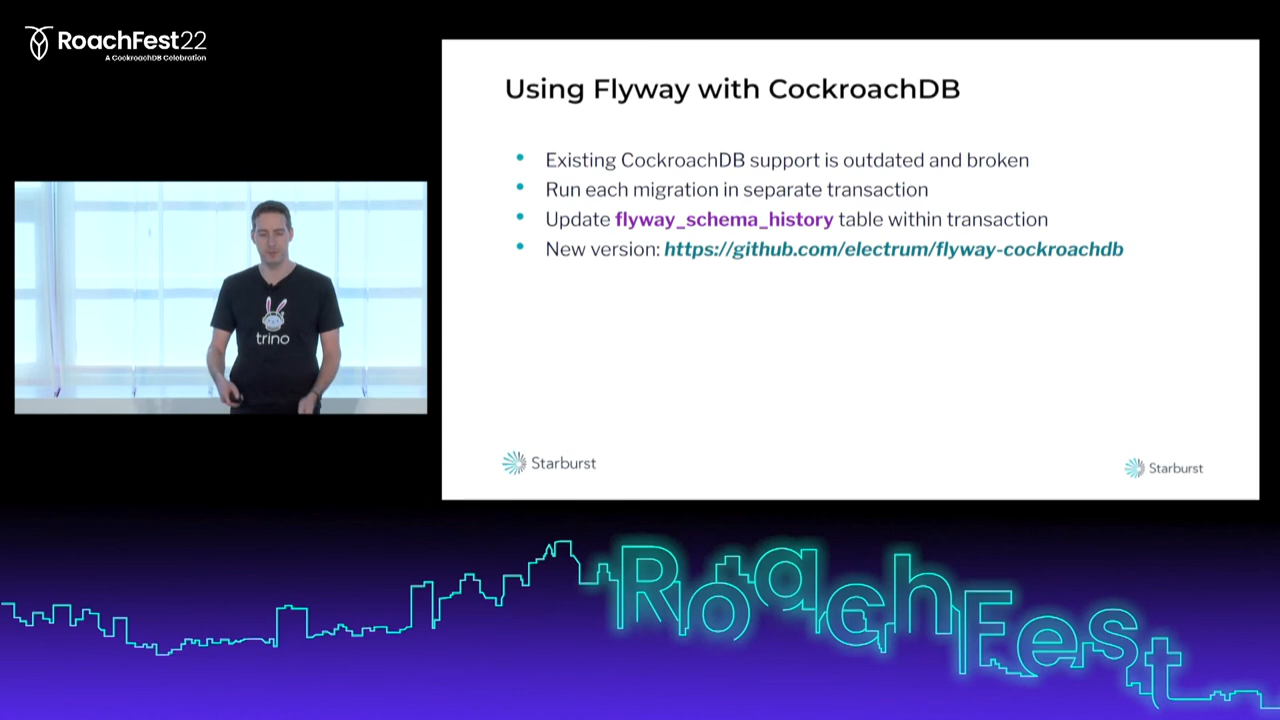 RoachFest22
A CockroachDB Celebration
Using Flyway with CockroachDB
• Existing CockroachDB support is outdated and broken
• Run each migration in separate transaction
• Update flyway_schema_history table within transaction
• New version: https://github.com/electrum/flyway-cockroachdb
trino
Starburst
Starburst
RoachFest